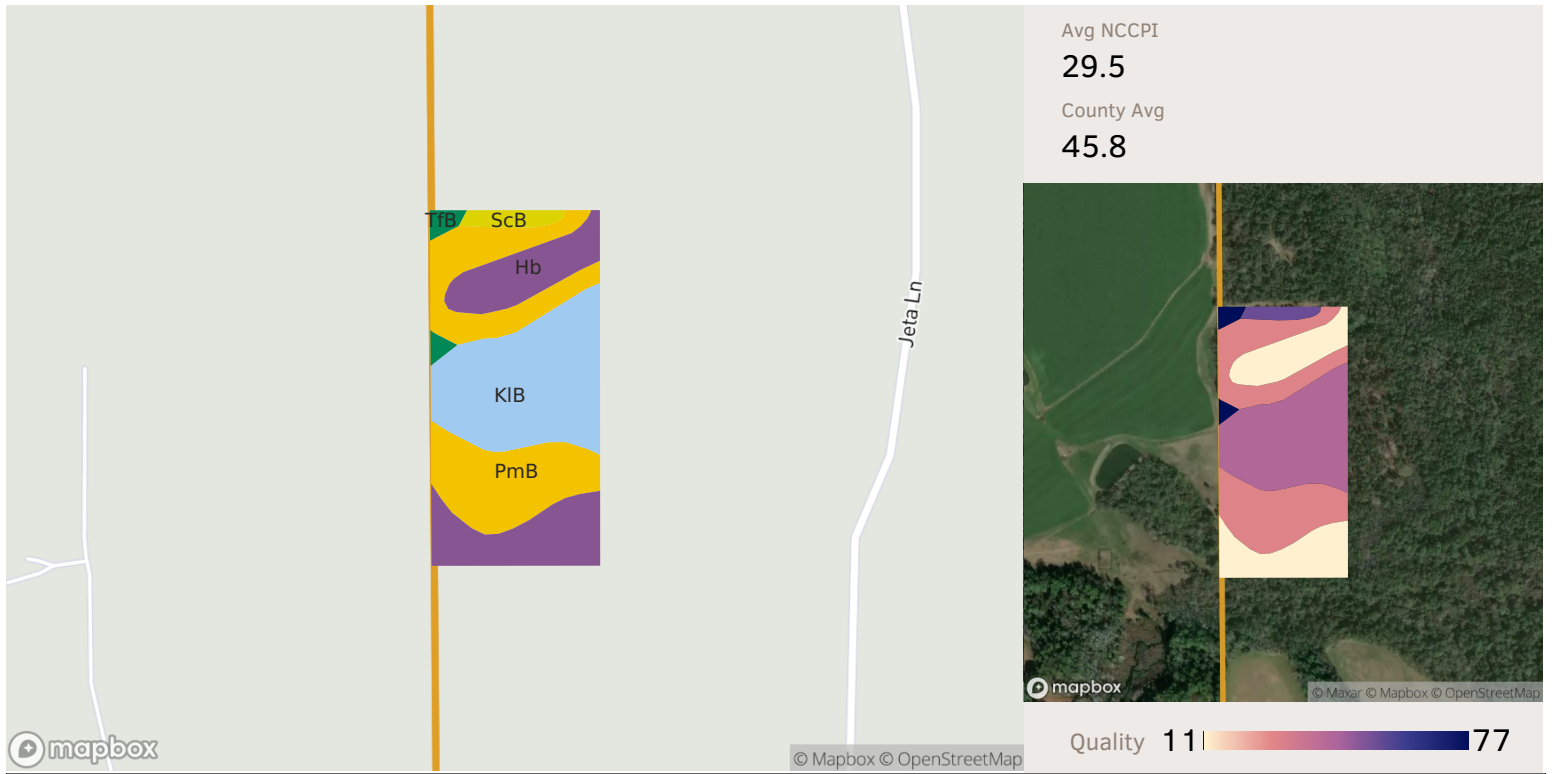 TfB
ScB
Hb
KlB
PmB
Jeta Ln
mapbox
© Mapbox © OpenStreetMap
Avg NCCPI
29.5
County Avg
45.8
mapbox
© Maxar © Mapbox © OpenStreetMap
Quality 11 77